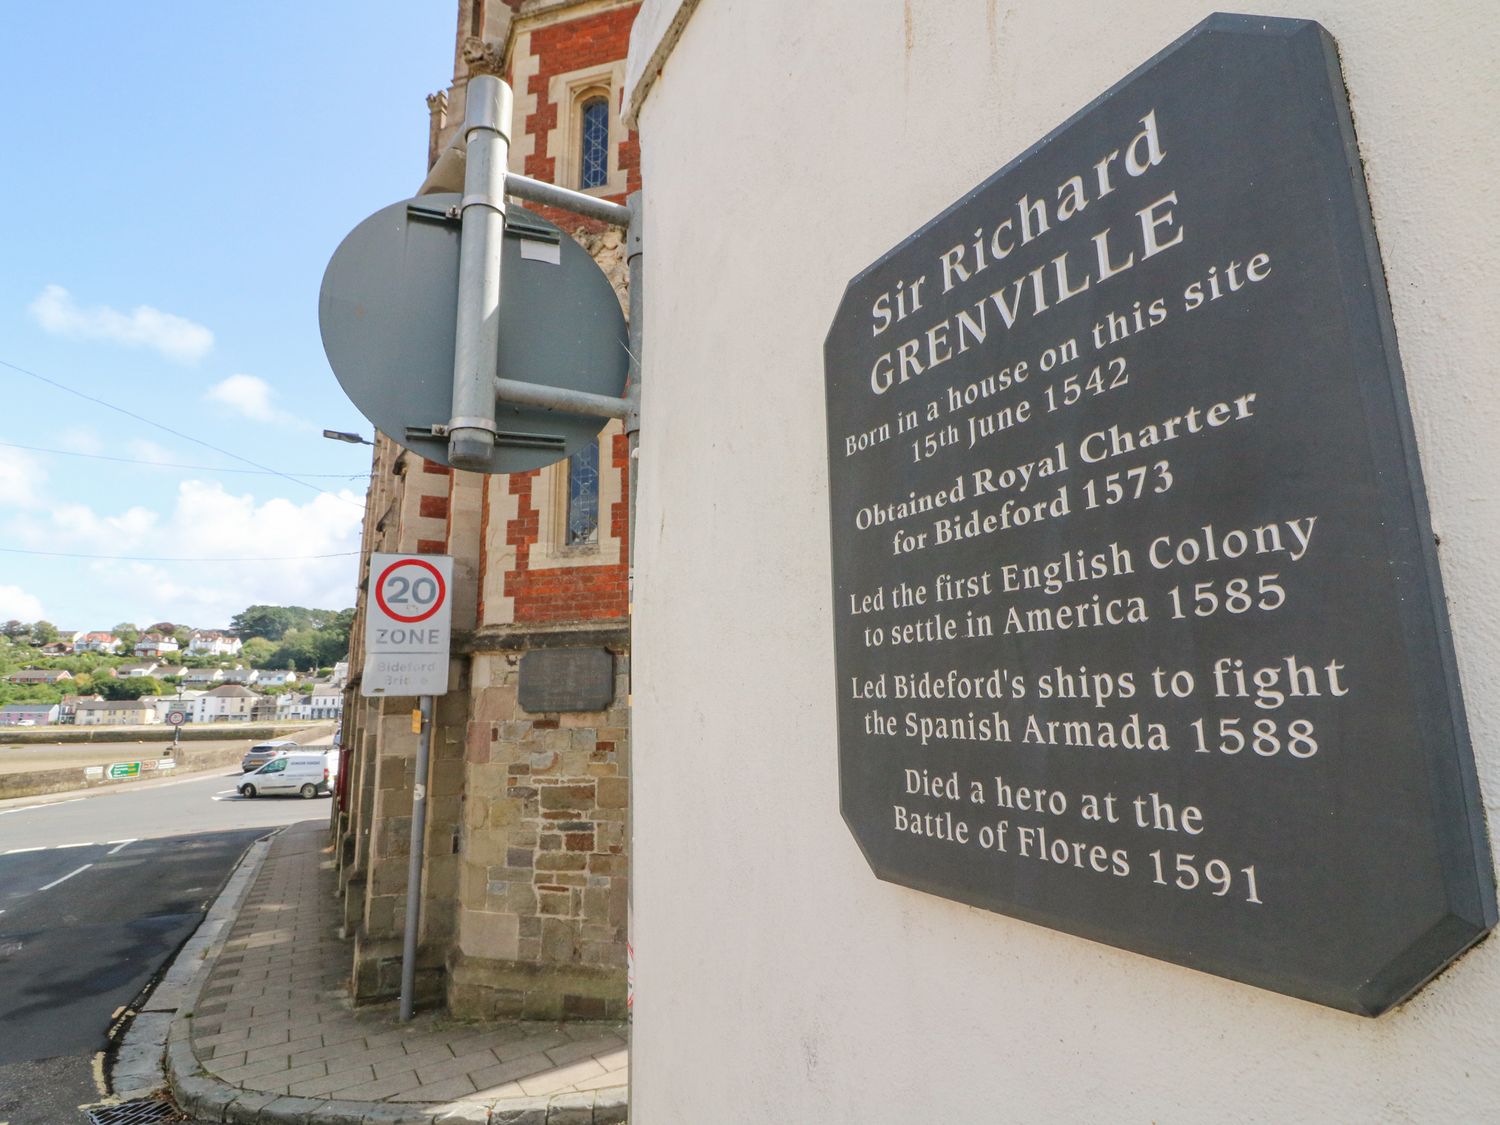 Sir Richard
GRENVILLE
Born in a house on this site
15th June 1542
Obtained Royal Charter
for Bideford 1573
Led the first English Colony
to settle in America 1585
Led Bideford's ships to fight
the Spanish Armada 1588
Died a hero at the
Battle of Flores 1591
20
ZONE
Bideford
Bridge